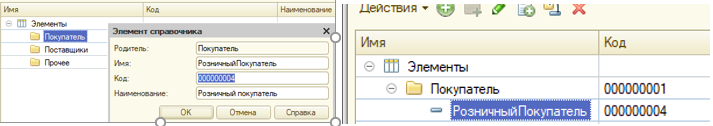 Имя Код Наименование
Элементы
Покупатель
Поставщики
Прочее
Элемент справочника
Родитель: Покупатель
Имя: РозничныйПокупатель
Код: 000000004
Наименование: Розничный покупатель
ОК Отмена Справка
Действия
Имя Код
Элементы
Покупатель 000000001
РозничныйПокупатель 000000004